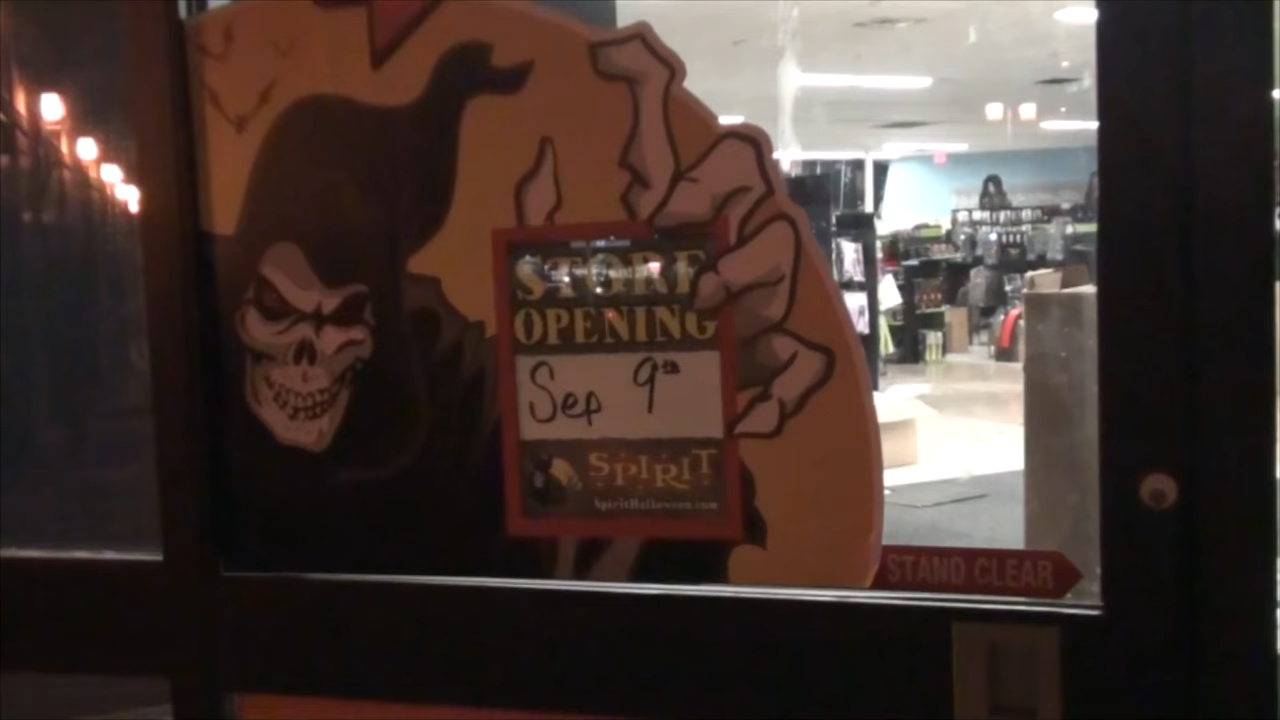 STORE
OPENING
Sep 9th
SPIRIT
SpiritHalloween.com
STAND CLEAR